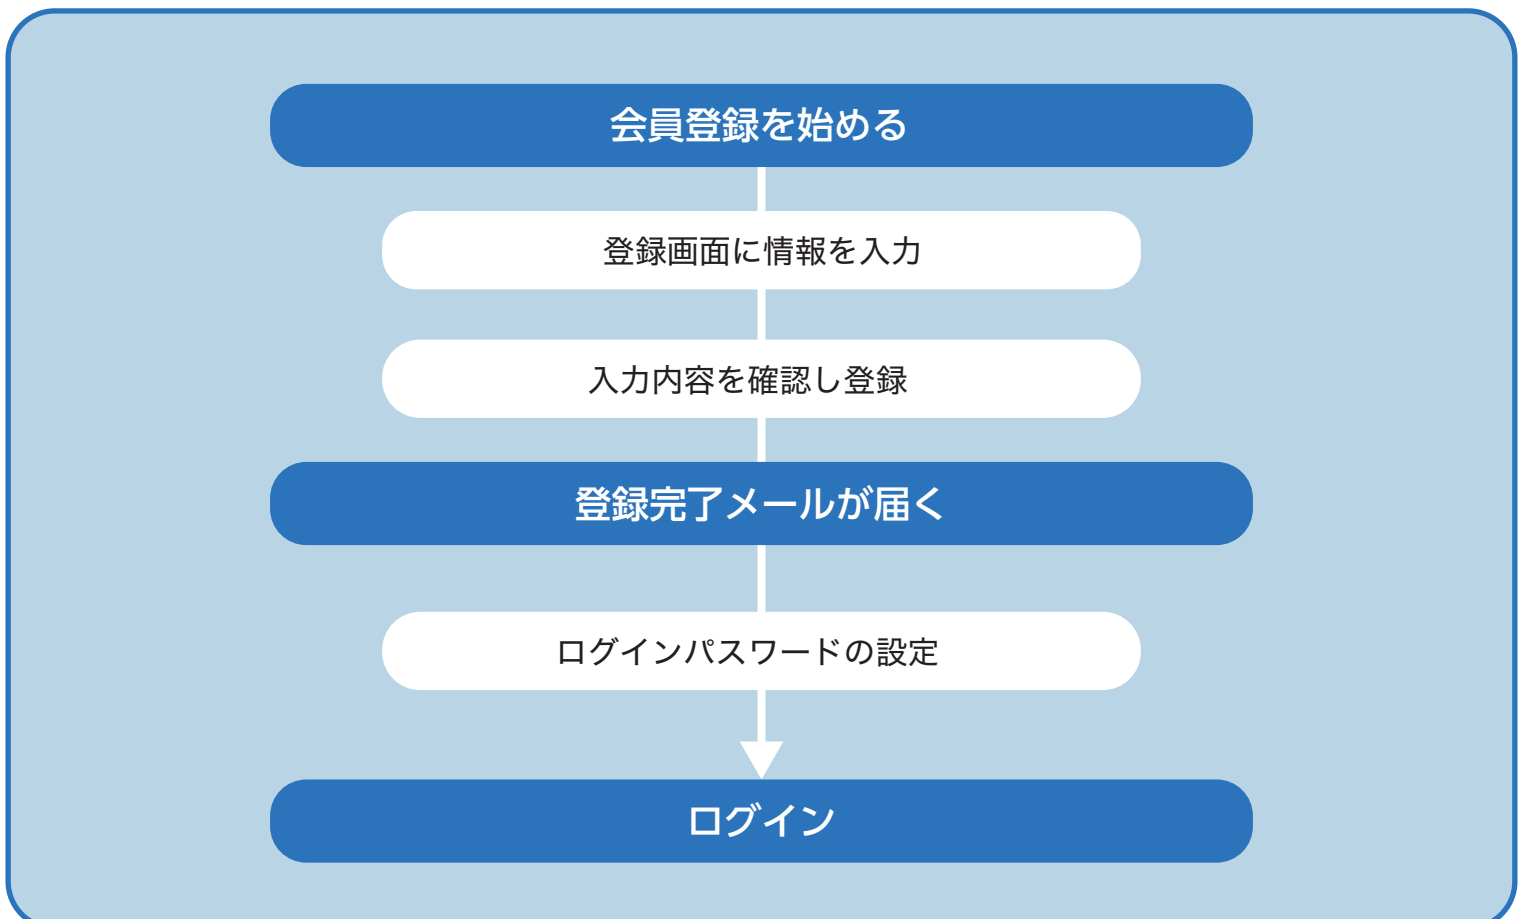 会員登録を始める
登録画面に情報を入力
入力内容を確認し登録
登録完了メールが届く
ログインパスワードの設定
ログイン